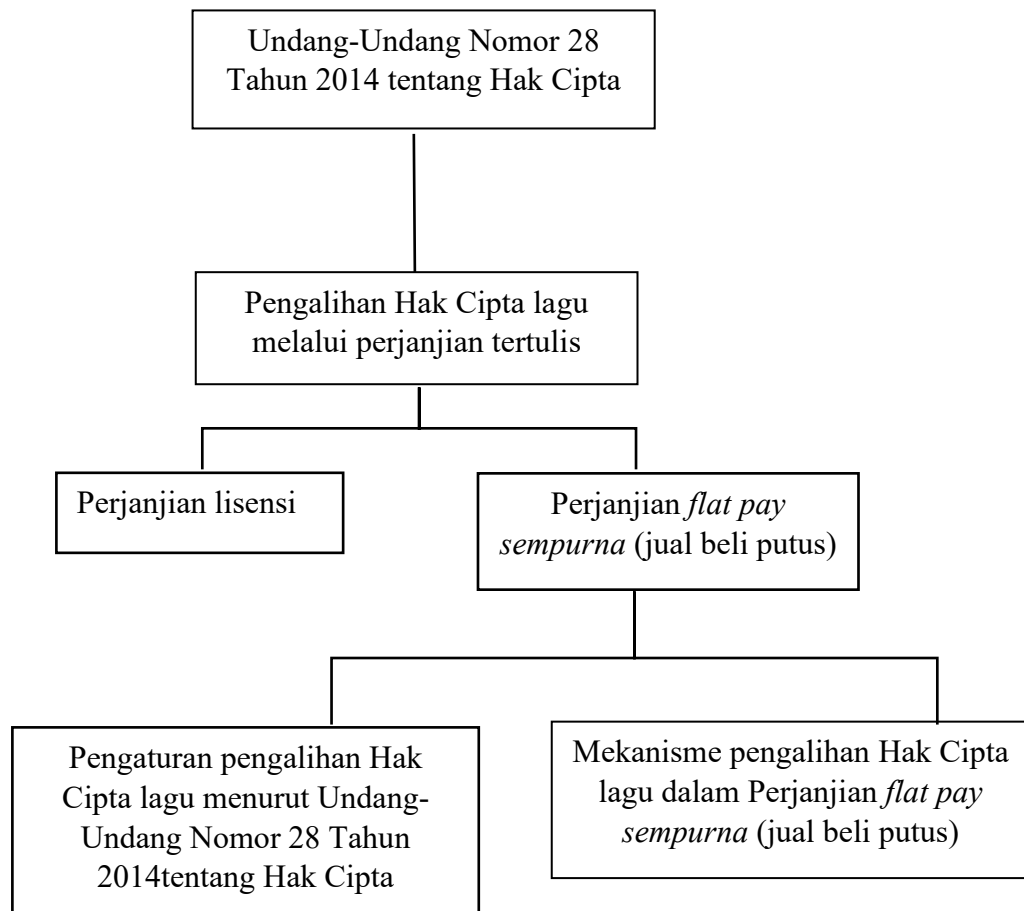 Undang-Undang Nomor 28
Tahun 2014 tentang Hak Cipta
Pengalihan Hak Cipta lagu
melalui perjanjian tertulis
Perjanjian lisensi
Perjanjian flat pay
sempurna (jual beli putus)
Pengaturan pengalihan Hak
Cipta lagu menurut Undang-
Undang Nomor 28 Tahun
2014tentang Hak Cipta
Mekanisme pengalihan Hak Cipta
lagu dalam Perjanjian flat pay
sempurna (jual beli putus)